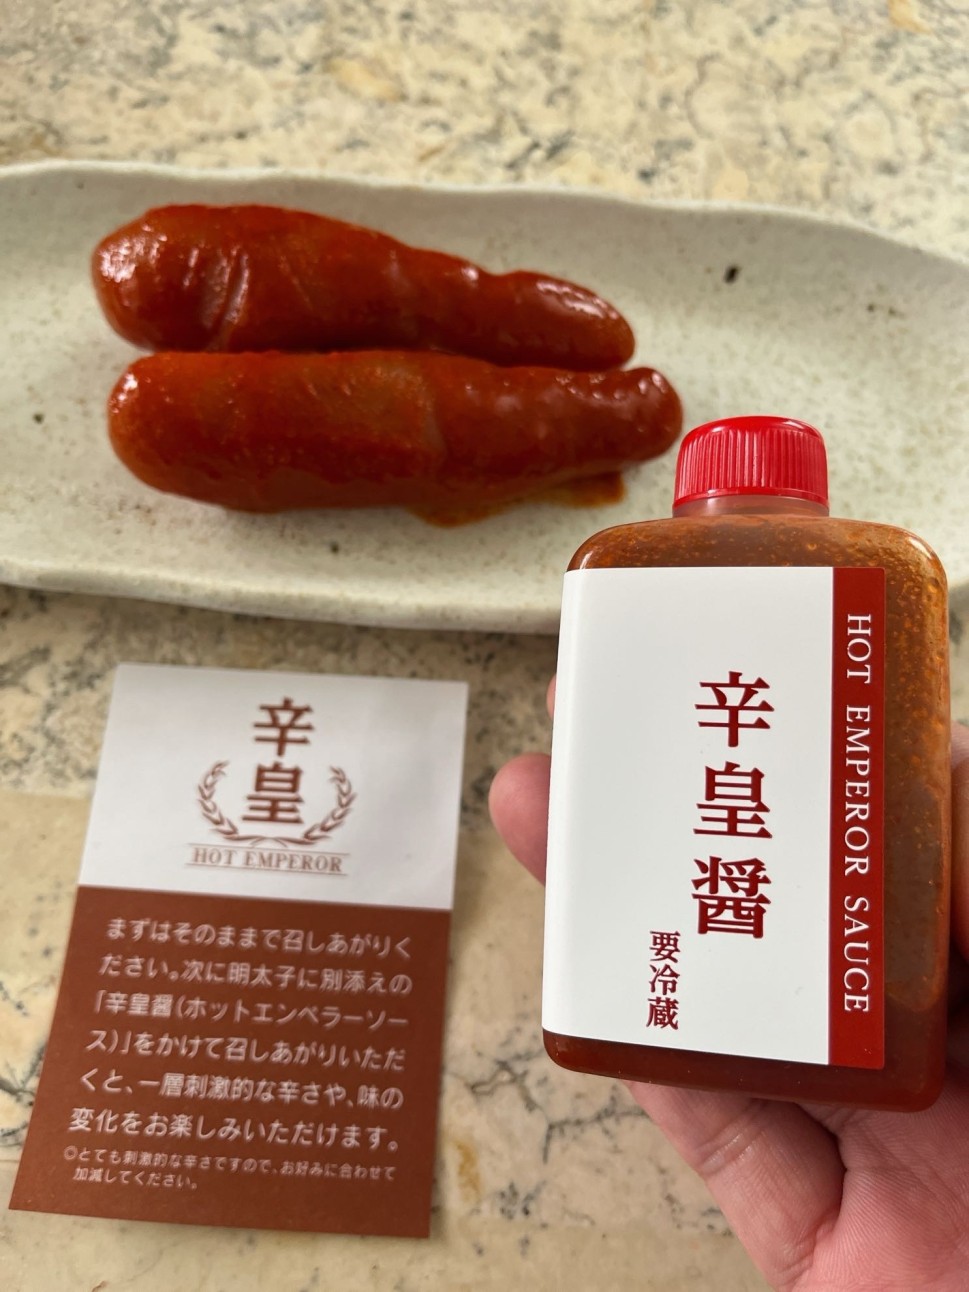 辛皇
HOT EMPEROR
まずはそのままで召しあがりく
ださい。次に明太子に別添えの
「辛皇醤(ホットエンペラーソー
ス)」をかけて召しあがりいただ
くと、一層刺激的な辛さや、味の
変化をお楽しみいただけます。
◎とても刺激的な辛さですので、お好みに合わせて
加減してください。
辛皇醤
要冷蔵
HOT EMPEROR SAUCE